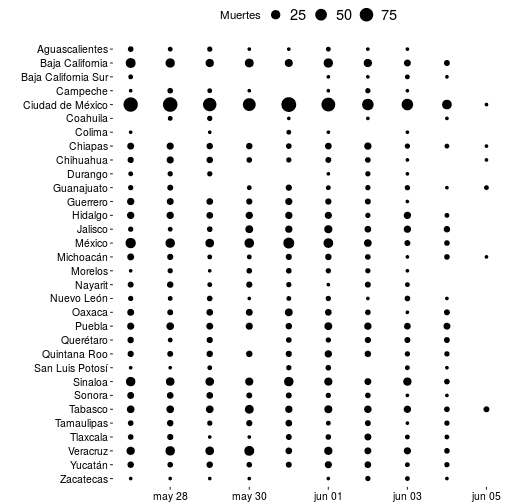 Muertes 25 50 75
Aguascalientes
Baja California
Baja California Sur
Campeche
Ciudad de México
Coahuila
Colima
Chiapas
Chihuahua
Durango
Guanajuato
Guerrero
Hidalgo
Jalisco
México
Michoacán
Morelos
Nayarit
Nuevo León
Oaxaca
Puebla
Querétaro
Quintana Roo
San Luis Potosí
Sinaloa
Sonora
Tabasco
Tamaulipas
Tlaxcala
Veracruz
Yucatán
Zacatecas
may 28 may 30 jun 01 jun 03 jun 05